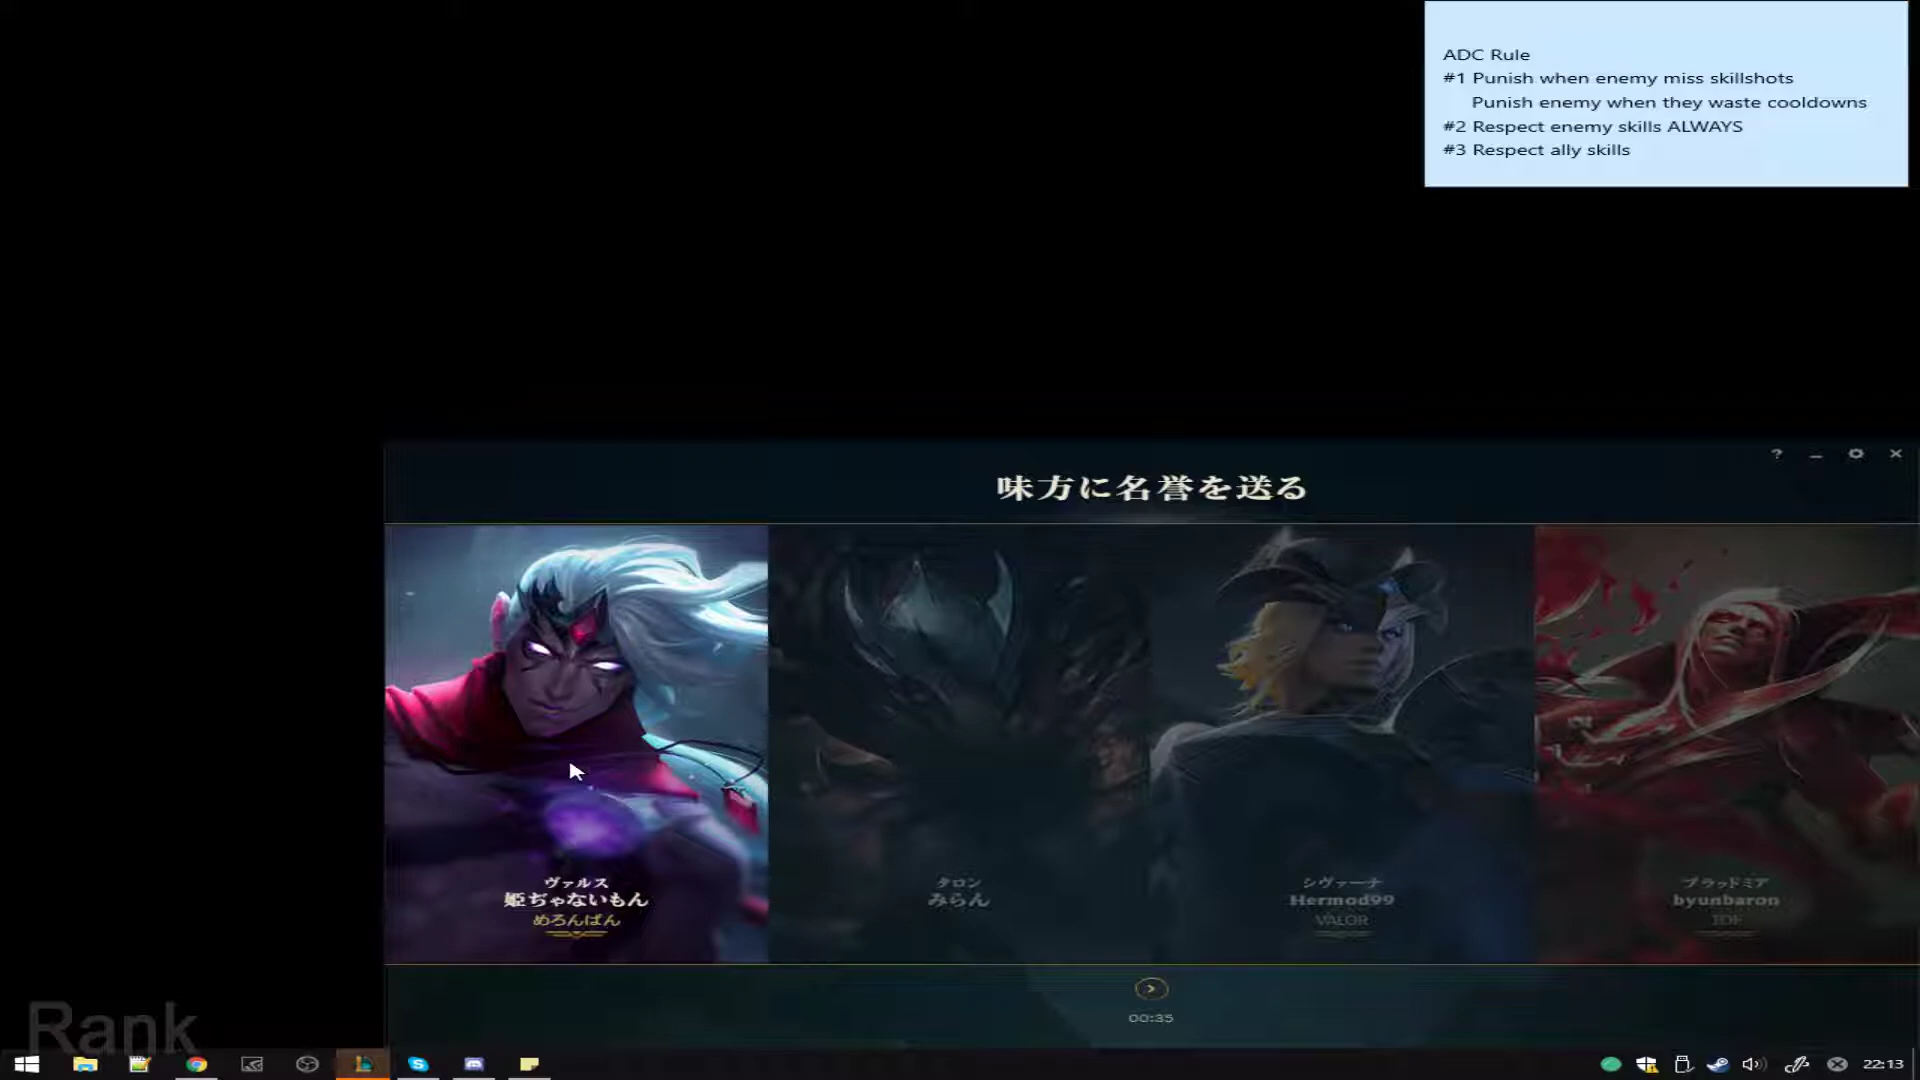 ADC Rule
#1 Punish when enemy miss skillshots
Punish enemy when they waste cooldowns
#2 Respect enemy skills ALWAYS
#3 Respect ally skills
味方に名誉を送る
ヴァルス
姫ぢゃないもん
めろんぱん
タロン
みらん
シヴァーナ
Hermod99
VALOR
ブラッドミア
byunbaron
00:35
Rank
22:13